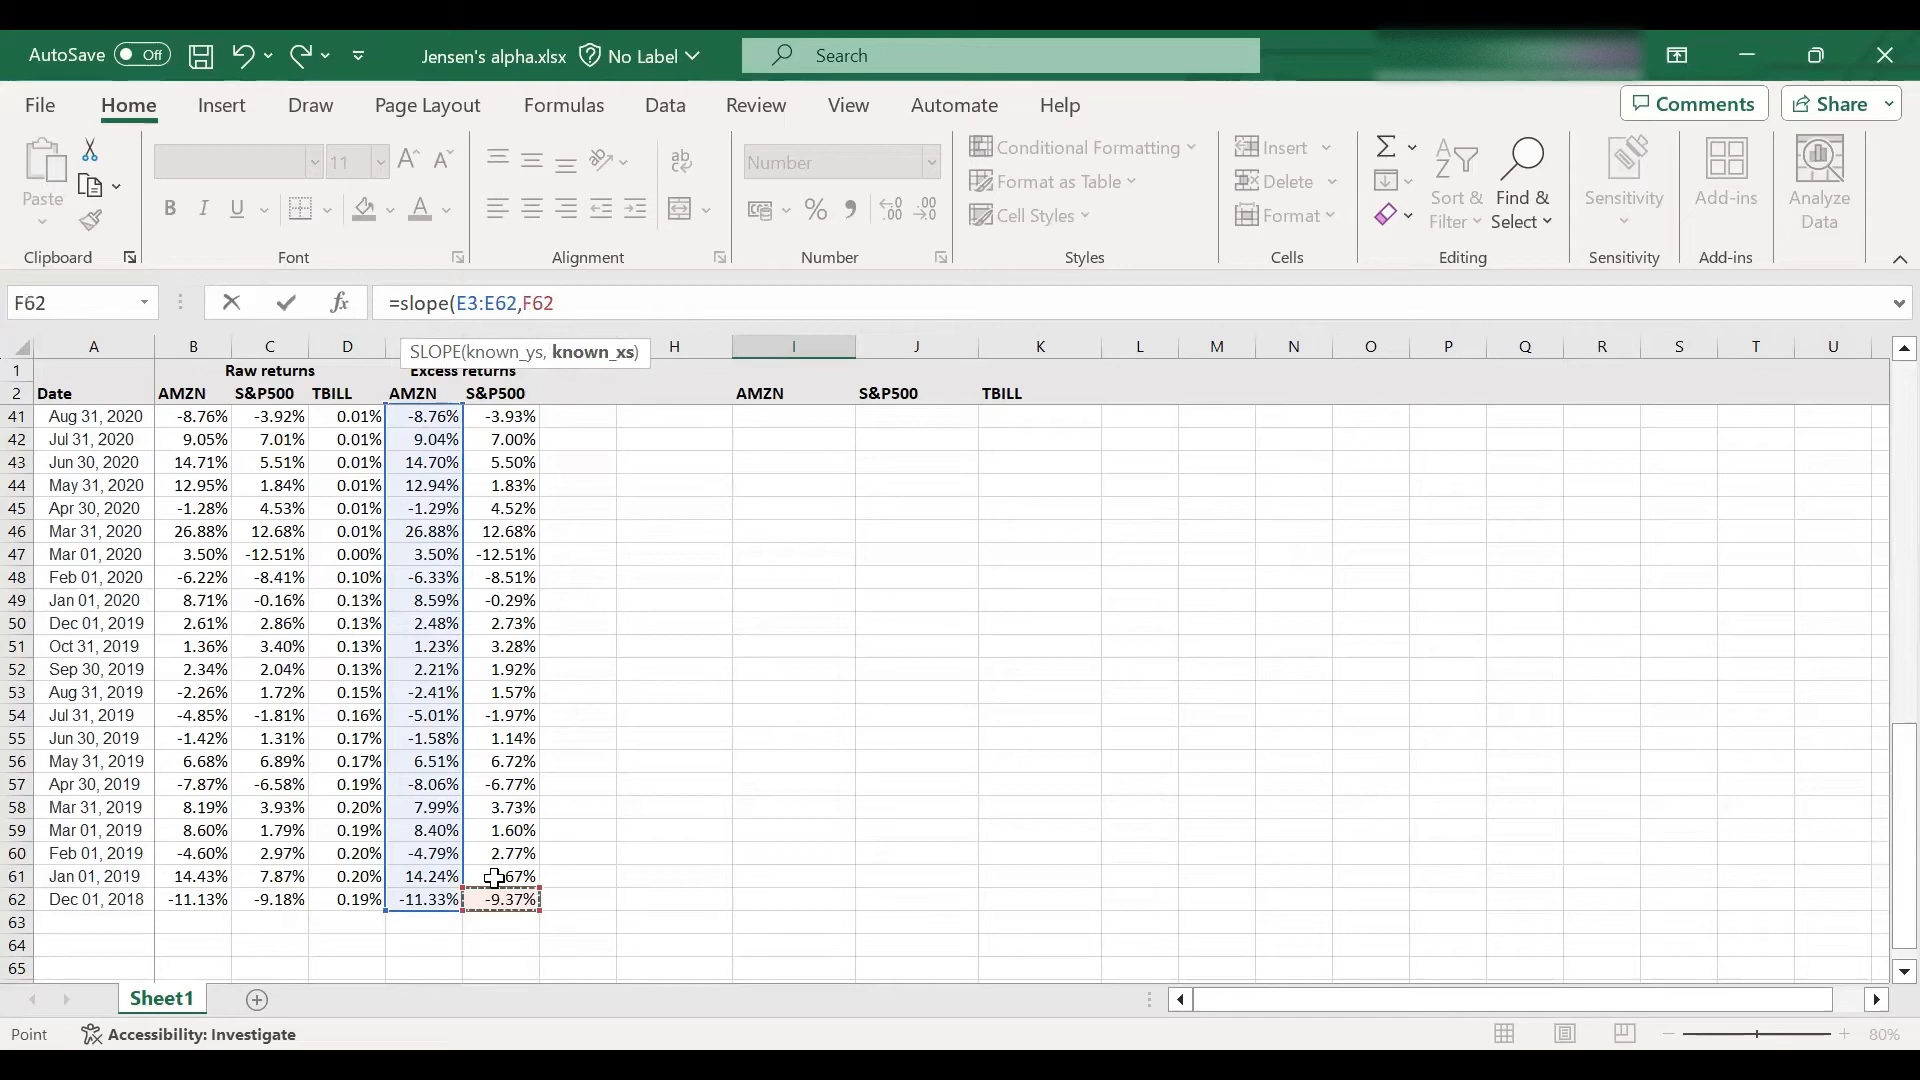 AutoSave Off Jensen's alpha.xlsx No Label Search
File Home Insert Draw Page Layout Formulas Data Review View Automate Help Comments Share
Paste 11 Number Conditional Formatting Format as Table Cell Styles Insert Delete Format Sort & Filter Find & Select Sensitivity Add-ins Analyze Data
Clipboard Font Alignment Number Styles Cells Editing Sensitivity Add-ins
F62 fx =slope(E3:E62,F62
SLOPE(known_ys, known_xs)
A B C D H I J K L M N O P Q R S T U
1 Raw returns Excess returns
2 Date AMZN S&P500 TBILL AMZN S&P500 AMZN S&P500 TBILL
41 Aug 31, 2020 -8.76% -3.92% 0.01% -8.76% -3.93%
42 Jul 31, 2020 9.05% 7.01% 0.01% 9.04% 7.00%
43 Jun 30, 2020 14.71% 5.51% 0.01% 14.70% 5.50%
44 May 31, 2020 12.95% 1.84% 0.01% 12.94% 1.83%
45 Apr 30, 2020 -1.28% 4.53% 0.01% -1.29% 4.52%
46 Mar 31, 2020 26.88% 12.68% 0.01% 26.88% 12.68%
47 Mar 01, 2020 3.50% -12.51% 0.00% 3.50% -12.51%
48 Feb 01, 2020 -6.22% -8.41% 0.10% -6.33% -8.51%
49 Jan 01, 2020 8.71% -0.16% 0.13% 8.59% -0.29%
50 Dec 01, 2019 2.61% 2.86% 0.13% 2.48% 2.73%
51 Oct 31, 2019 1.36% 3.40% 0.13% 1.23% 3.28%
52 Sep 30, 2019 2.34% 2.04% 0.13% 2.21% 1.92%
53 Aug 31, 2019 -2.26% 1.72% 0.15% -2.41% 1.57%
54 Jul 31, 2019 -4.85% -1.81% 0.16% -5.01% -1.97%
55 Jun 30, 2019 -1.42% 1.31% 0.17% -1.58% 1.14%
56 May 31, 2019 6.68% 6.89% 0.17% 6.51% 6.72%
57 Apr 30, 2019 -7.87% -6.58% 0.19% -8.06% -6.77%
58 Mar 31, 2019 8.19% 3.93% 0.20% 7.99% 3.73%
59 Mar 01, 2019 8.60% 1.79% 0.19% 8.40% 1.60%
60 Feb 01, 2019 -4.60% 2.97% 0.20% -4.79% 2.77%
61 Jan 01, 2019 14.43% 7.87% 0.20% 14.24% 67%
62 Dec 01, 2018 -11.13% -9.18% 0.19% -11.33% -9.37%
63
64
65
Sheet1
Point Accessibility: Investigate 80%